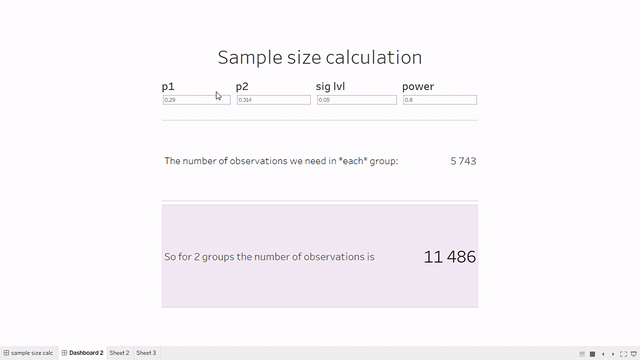 Sample size calculation
p1 p2 sig lvl power
0.29 0.314 0.05 0.8
The number of observations we need in *each* group: 5 743
So for 2 groups the number of observations is 11 486
sample size calc Dashboard 2 Sheet 2 Sheet 3